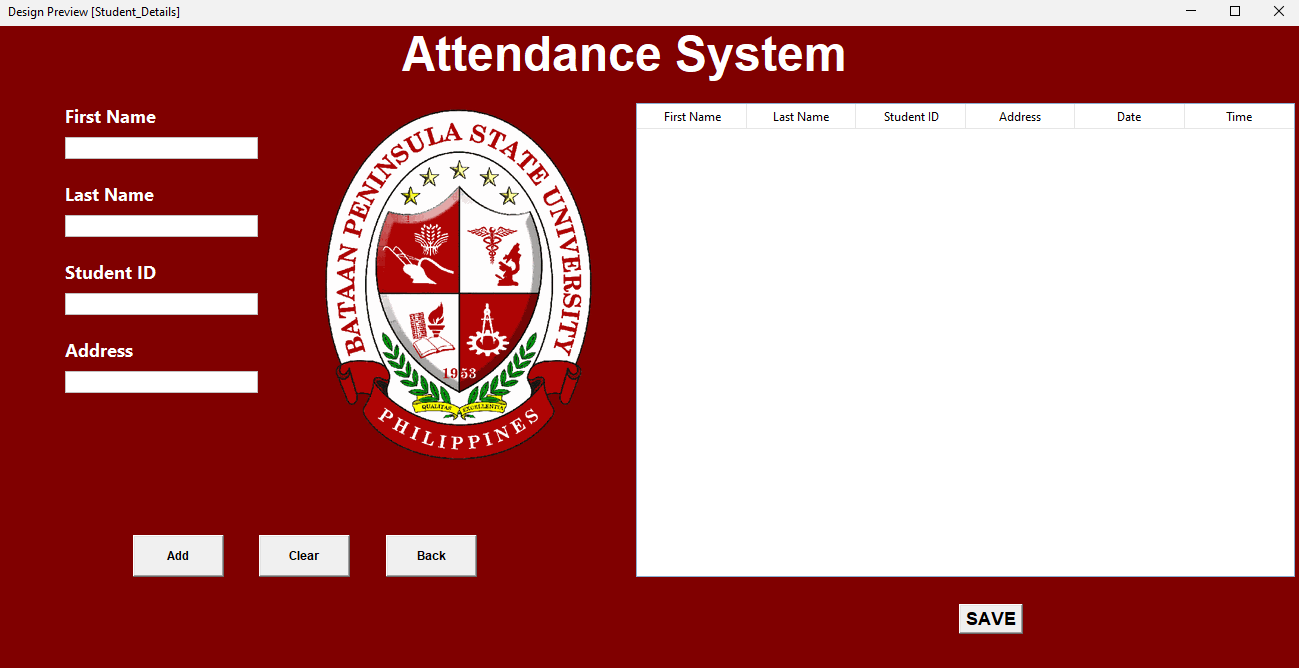 Design Preview [Student_Details]
Attendance System
First Name
Last Name
Student ID
Address
BATAAN PENINSULA STATE UNIVERSITY
1953
QUALITAS EXCELLENTIA
PHILIPPINES
First Name Last Name Student ID Address Date Time
Add Clear Back
SAVE